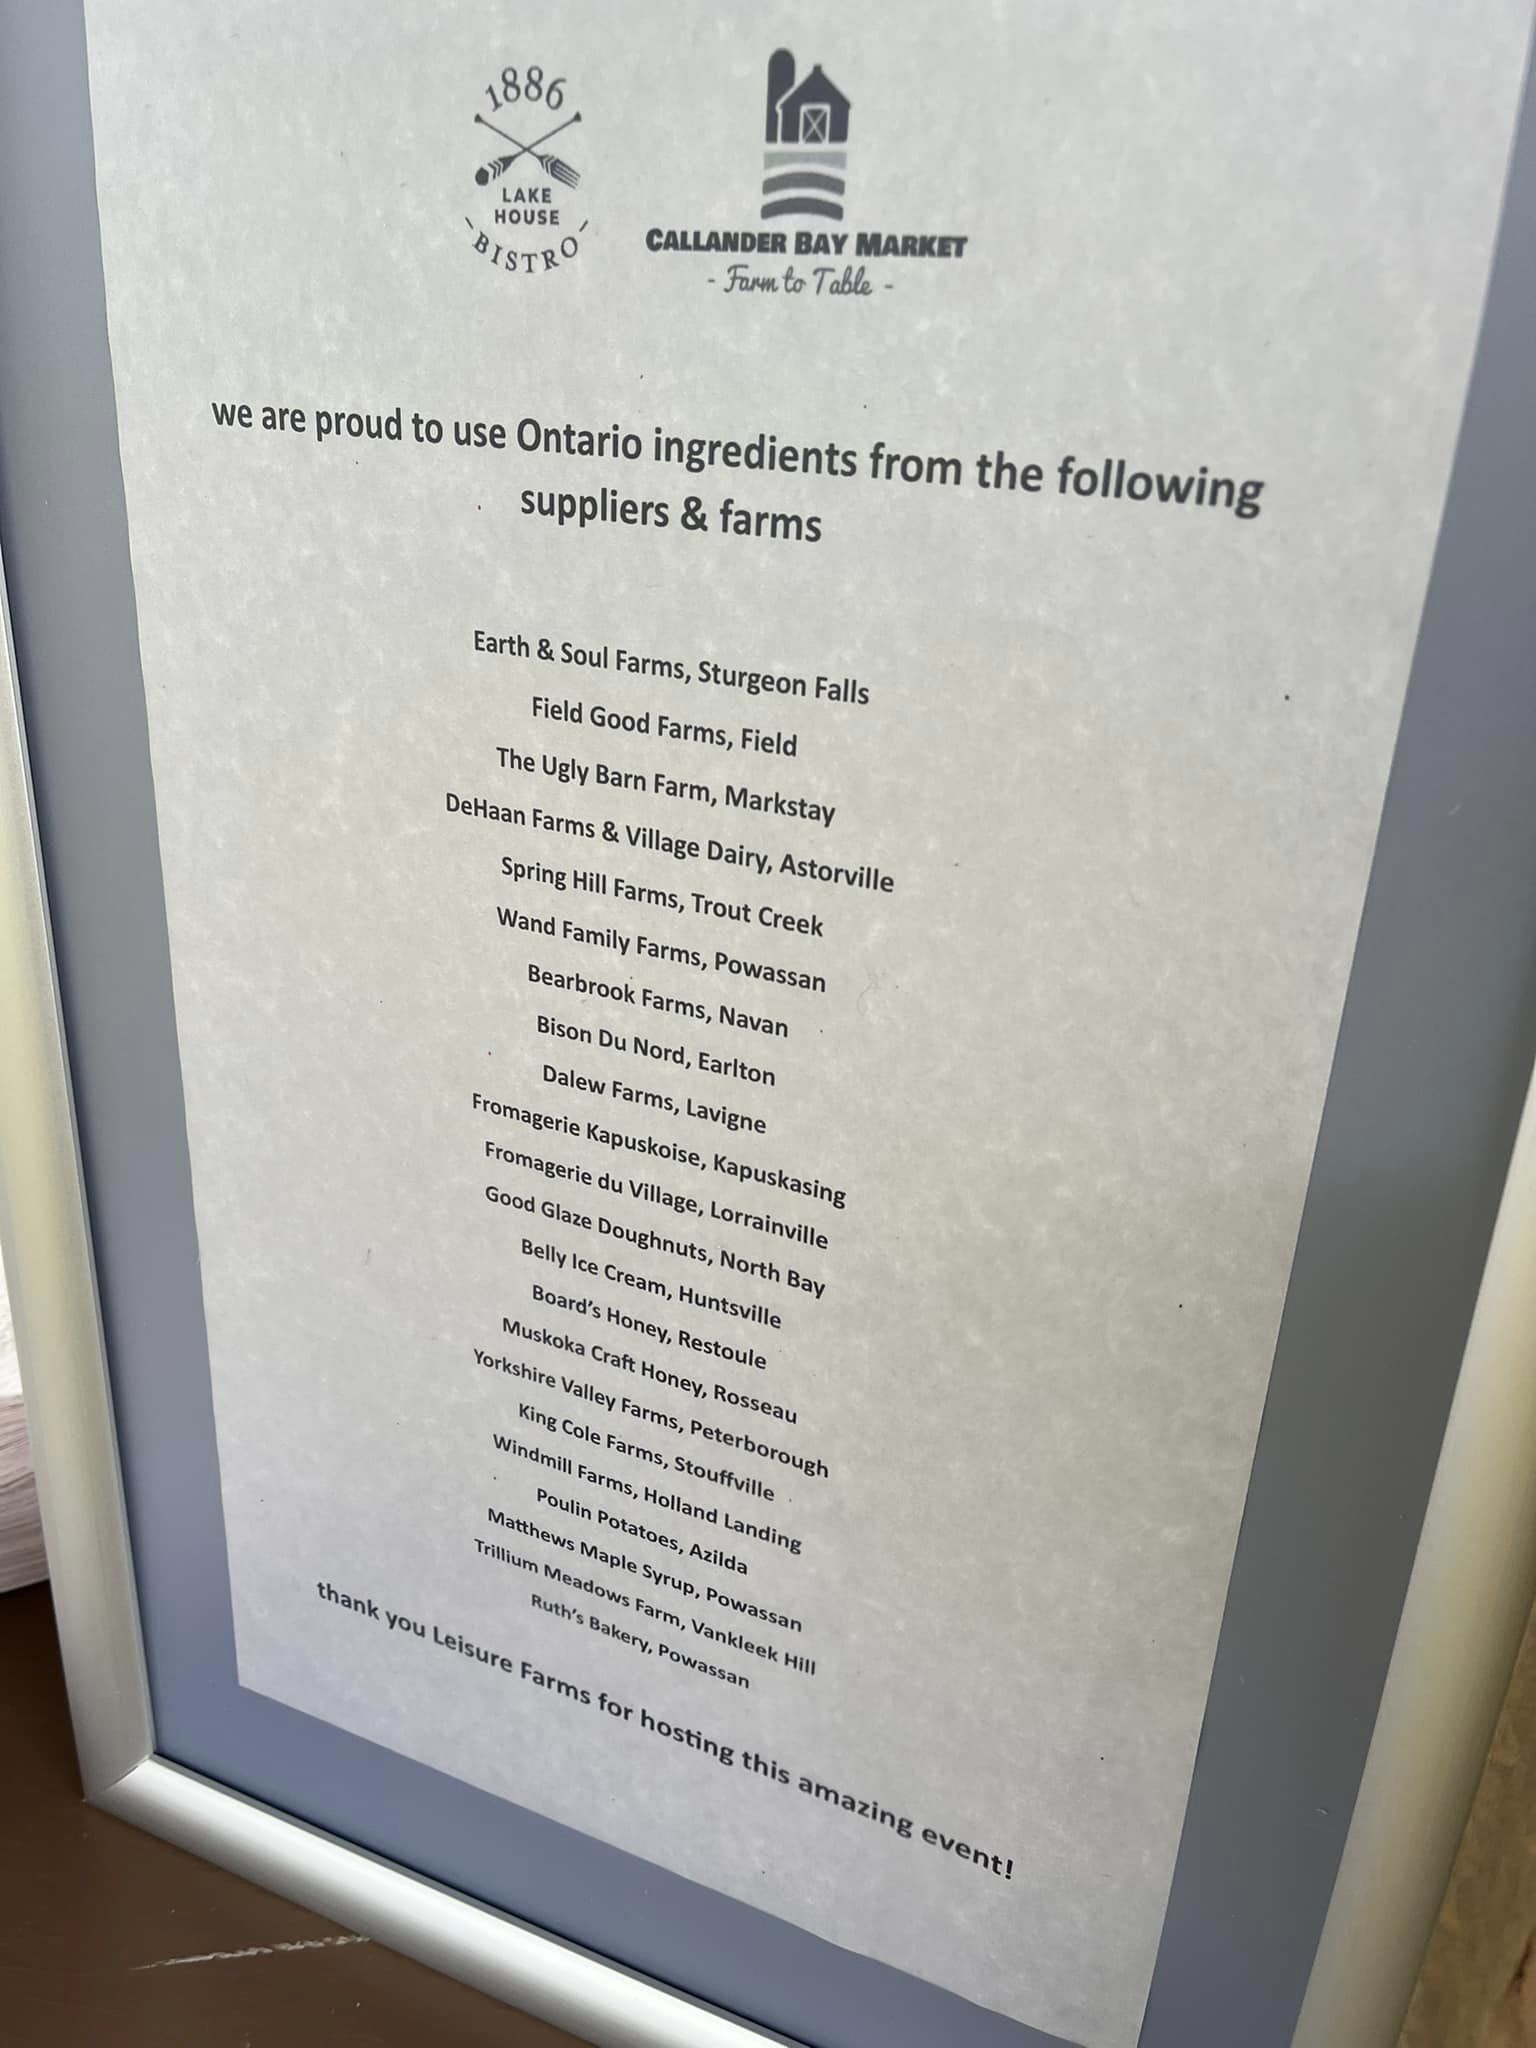 1886
LAKE
HOUSE
BISTRO
CALLANDER BAY MARKET
- Farm to Table -
we are proud to use Ontario ingredients from the following
suppliers & farms
Earth & Soul Farms, Sturgeon Falls
Field Good Farms, Field
The Ugly Barn Farm, Markstay
DeHaan Farms & Village Dairy, Astorville
Spring Hill Farms, Trout Creek
Wand Family Farms, Powassan
Bearbrook Farms, Navan
Bison Du Nord, Earlton
Dalew Farms, Lavigne
Fromagerie Kapuskoise, Kapuskasing
Fromagerie du Village, Lorrainville
Good Glaze Doughnuts, North Bay
Belly Ice Cream, Huntsville
Board's Honey, Restoule
Muskoka Craft Honey, Rosseau
Yorkshire Valley Farms, Peterborough
King Cole Farms, Stouffville
Windmill Farms, Holland Landing
Poulin Potatoes, Azilda
Matthews Maple Syrup, Powassan
Trillium Meadows Farm, Vankleek Hill
Ruth's Bakery, Powassan
thank you Leisure Farms for hosting this amazing event!